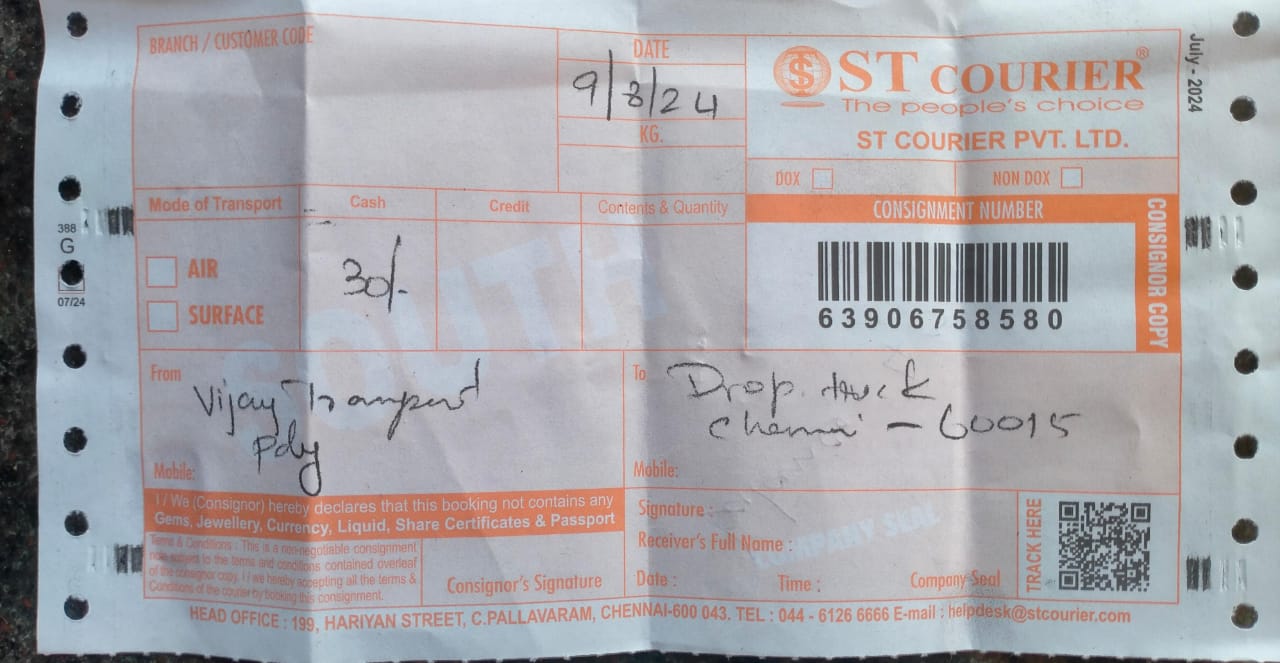 BRANCH / CUSTOMER CODE
DATE
9/8/24
KG.
ST COURIER®
The people's choice
ST COURIER PVT. LTD.
DOX
NON DOX
July - 2024
Mode of Transport
Cash
Credit
Contents & Quantity
CONSIGNMENT NUMBER
CONSIGNOR COPY
388
G
07/24
AIR
SURFACE
30/-
63906758580
SOUTH
From
Vijay Transport
Pdy
Mobile:
To
Drop truck
Chennai - 60015
Mobile:
I / We (Consignor) hereby declares that this booking not contains any
Gems, Jewellery, Currency, Liquid, Share Certificates & Passport
Terms & Conditions : This is a non-negotiable consignment
note subject to the terms and conditions contained overleaf
of the consignor copy. I / we hereby accepting all the terms &
Conditions of the courier by booking this consignment.
Consignor's Signature
Signature :
Receiver's Full Name :
COMPANY SEAL
Date :
Time :
Company Seal
TRACK HERE
HEAD OFFICE : 199, HARIYAN STREET, C.PALLAVARAM, CHENNAI-600 043. TEL : 044 - 6126 6666 E-mail : helpdesk@stcourier.com